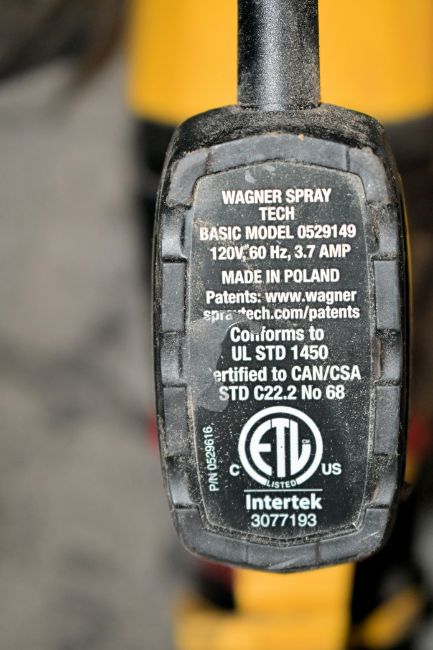 WAGNER SPRAY
TECH
BASIC MODEL 0529149
120V, 60 Hz, 3.7 AMP
MADE IN POLAND
Patents: www.wagner
spraytech.com/patents
Conforms to
UL STD 1450
ertified to CAN/CSA
STD C22.2 No 68
P/N 0529616
ETL
CM
LISTED
C US
Intertek
3077193